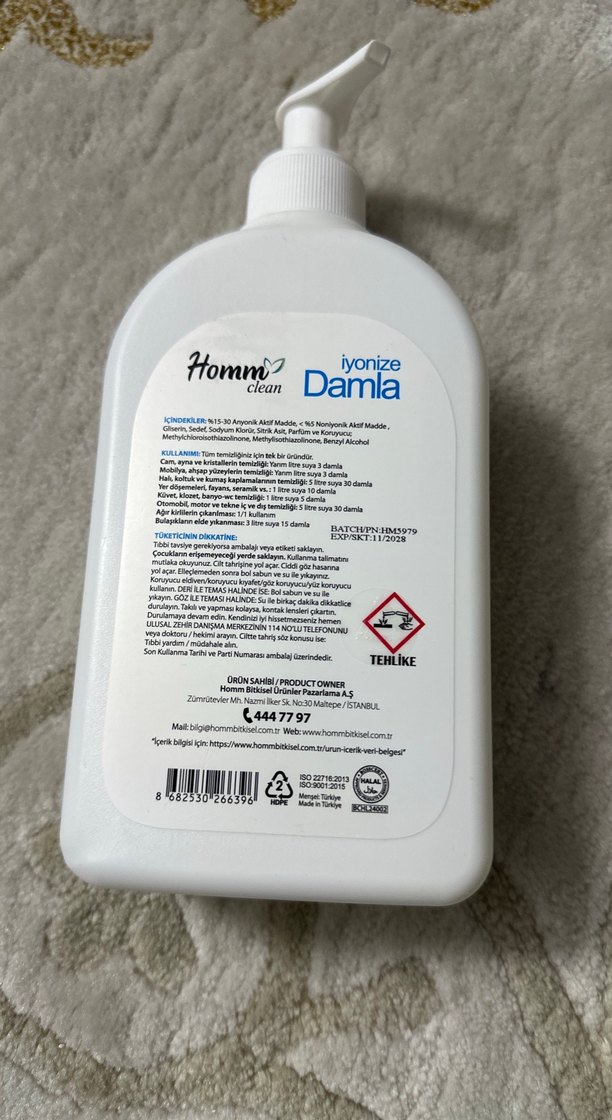 Homm
clean
iyonize
Damla
İÇİNDEKİLER: %15-30 Anyonik Aktif Madde, < %5 Noniyonik Aktif Madde,
Gliserin, Sedef, Sodyum Klorür, Sitrik Asit, Parfüm ve Koruyucu;
Methylchloroisothiazolinone, Methylisothiazolinone, Benzyl Alcohol
KULLANIMI: Tüm temizliğiniz için tek bir üründür.
Cam, ayna ve kristallerin temizliği: Yarım litre suya 3 damla
Mobilya, ahşap yüzeylerin temizliği: Yarım litre suya 3 damla
Halı, koltuk ve kumaş kaplamalarının temizliği: 5 litre suya 30 damla
Yer döşemeleri, fayans, seramik vs. : 1 litre suya 10 damla
Küvet, klozet, banyo-wc temizliği: 1 litre suya 5 damla
Otomobil, motor ve tekne iç ve dış temizliği: 5 litre suya 30 damla
Ağır kirlilerin çıkarılması: 1/1 kullanım
Bulaşıkların elde yıkanması: 3 litre suya 15 damla
BATCH/PN:HM5979
EXP/SKT:11/2028
TÜKETİCİNİN DİKKATİNE:
Tıbbi tavsiye gerekiyorsa ambalajı veya etiketi saklayın.
Çocukların erişemeyeceği yerde saklayın. Kullanma talimatını
mutlaka okuyunuz. Cilt tahrişine yol açar. Ciddi göz hasarına
yol açar. Elleçlemeden sonra bol sabun ve su ile yıkayınız.
Koruyucu eldiven/koruyucu kıyafet/göz koruyucu/yüz koruyucu
kullanın. DERİ İLE TEMAS HALİNDE İSE: Bol sabun ve su ile
yıkayın. GÖZ İLE TEMASI HALİNDE: Su ile birkaç dakika dikkatlice
durulayın. Takılı ve yapması kolaysa, kontak lensleri çıkartın.
Durulamaya devam edin. Kendinizi iyi hissetmezseniz hemen
ULUSAL ZEHİR DANIŞMA MERKEZİNİN 114 NO'LU TELEFONUNU
veya doktoru / hekimi arayın. Ciltte tahriş söz konusu ise:
Tıbbi yardım / müdahale alın.
Son Kullanma Tarihi ve Parti Numarası ambalaj üzerindedir.
TEHLİKE
ÜRÜN SAHİBİ / PRODUCT OWNER
Homm Bitkisel Ürünler Pazarlama A.Ş
Zümrütevler Mh. Nazmi İlker Sk. No:30 Maltepe / İSTANBUL
444 77 97
Mail: bilgi@hommbitkisel.com.tr Web: www.hommbitkisel.com.tr
"İçerik bilgisi için: https://www.hommbitkisel.com.tr/urun-icerik-veri-belgesi"
8 682530 266396
2
HDPE
ISO 22716:2013
ISO:9001:2015
Menşei: Türkiye
Made in Türkiye
HALAL
حلال
BCHL24002